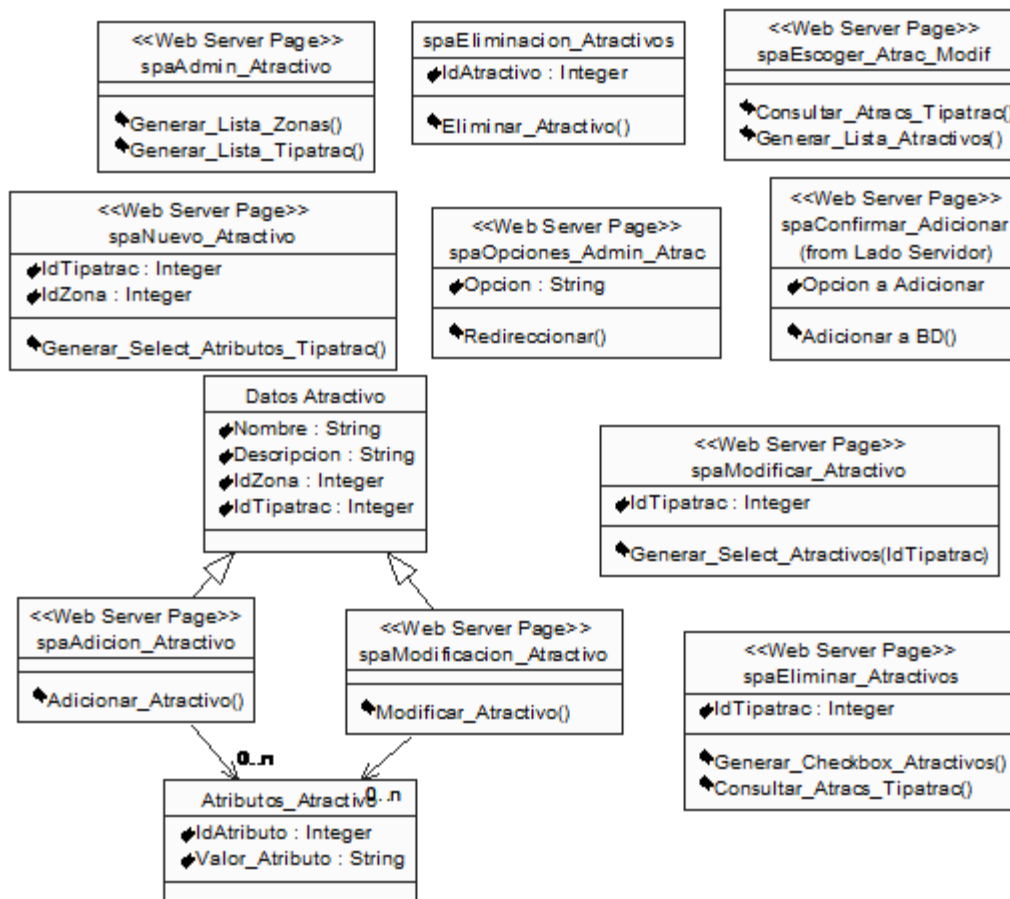 <<Web Server Page>>
spaAdmin_Atractivo
Generar_Lista_Zonas()
Generar_Lista_Tipatrac()
spaEliminacion_Atractivos
IdAtractivo : Integer
Eliminar_Atractivo()
<<Web Server Page>>
spaEscoger_Atrac_Modif
Consultar_Atracs_Tipatrac()
Generar_Lista_Atractivos()
<<Web Server Page>>
spaNuevo_Atractivo
IdTipatrac : Integer
IdZona : Integer
Generar_Select_Atributos_Tipatrac()
<<Web Server Page>>
spaOpciones_Admin_Atrac
Opcion : String
Redireccionar()
<<Web Server Page>>
spaConfirmar_Adicionar
(from Lado Servidor)
Opcion a Adicionar
Adicionar a BD()
Datos Atractivo
Nombre : String
Descripcion : String
IdZona : Integer
IdTipatrac : Integer
<<Web Server Page>>
spaModificar_Atractivo
IdTipatrac : Integer
Generar_Select_Atractivos(IdTipatrac)
<<Web Server Page>>
spaAdicion_Atractivo
Adicionar_Atractivo()
<<Web Server Page>>
spaModificacion_Atractivo
Modificar_Atractivo()
<<Web Server Page>>
spaEliminar_Atractivos
IdTipatrac : Integer
Generar_Checkbox_Atractivos()
Consultar_Atracs_Tipatrac()
0..n
0..n
Atributos_Atractivo
IdAtributo : Integer
Valor_Atributo : String